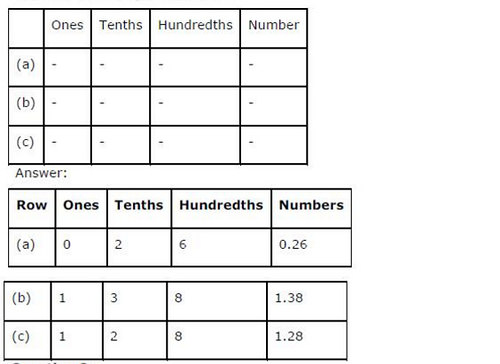 Ones Tenths Hundredths Number
(a) - - - -
(b) - - - -
(c) - - - -
Answer:
Row Ones Tenths Hundredths Numbers
(a) 0 2 6 0.26
(b) 1 3 8 1.38
(c) 1 2 8 1.28